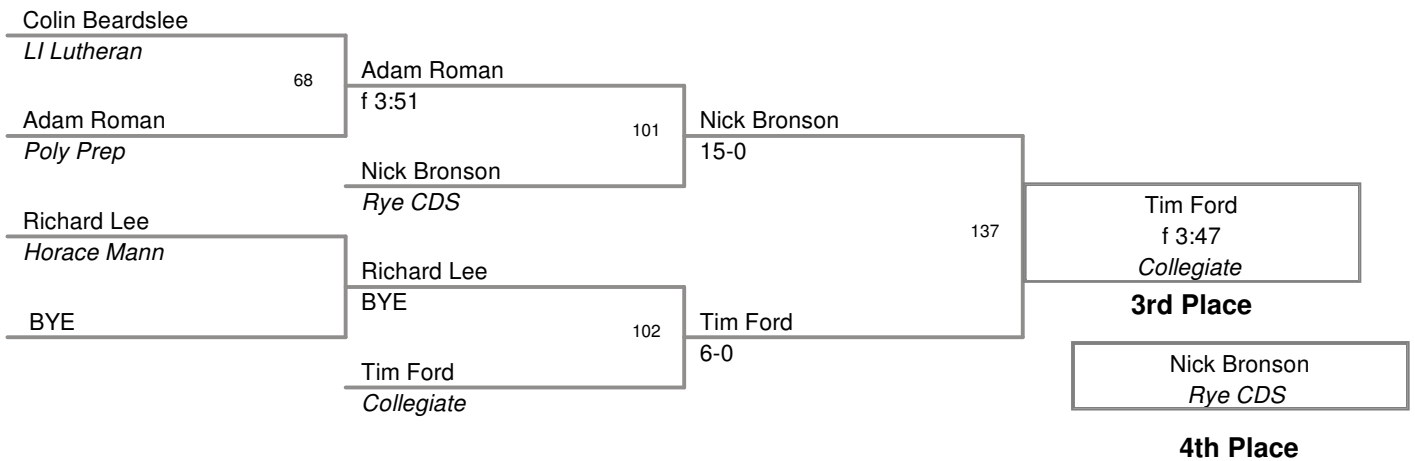 Colin Beardslee
LI Lutheran
68
Adam Roman
f 3:51
Adam Roman
Poly Prep
101
Nick Bronson
15-0
Nick Bronson
Rye CDS
Richard Lee
Horace Mann
137
Tim Ford
f 3:47
Collegiate
3rd Place
Richard Lee
BYE
BYE
102
Tim Ford
6-0
Tim Ford
Collegiate
Nick Bronson
Rye CDS
4th Place